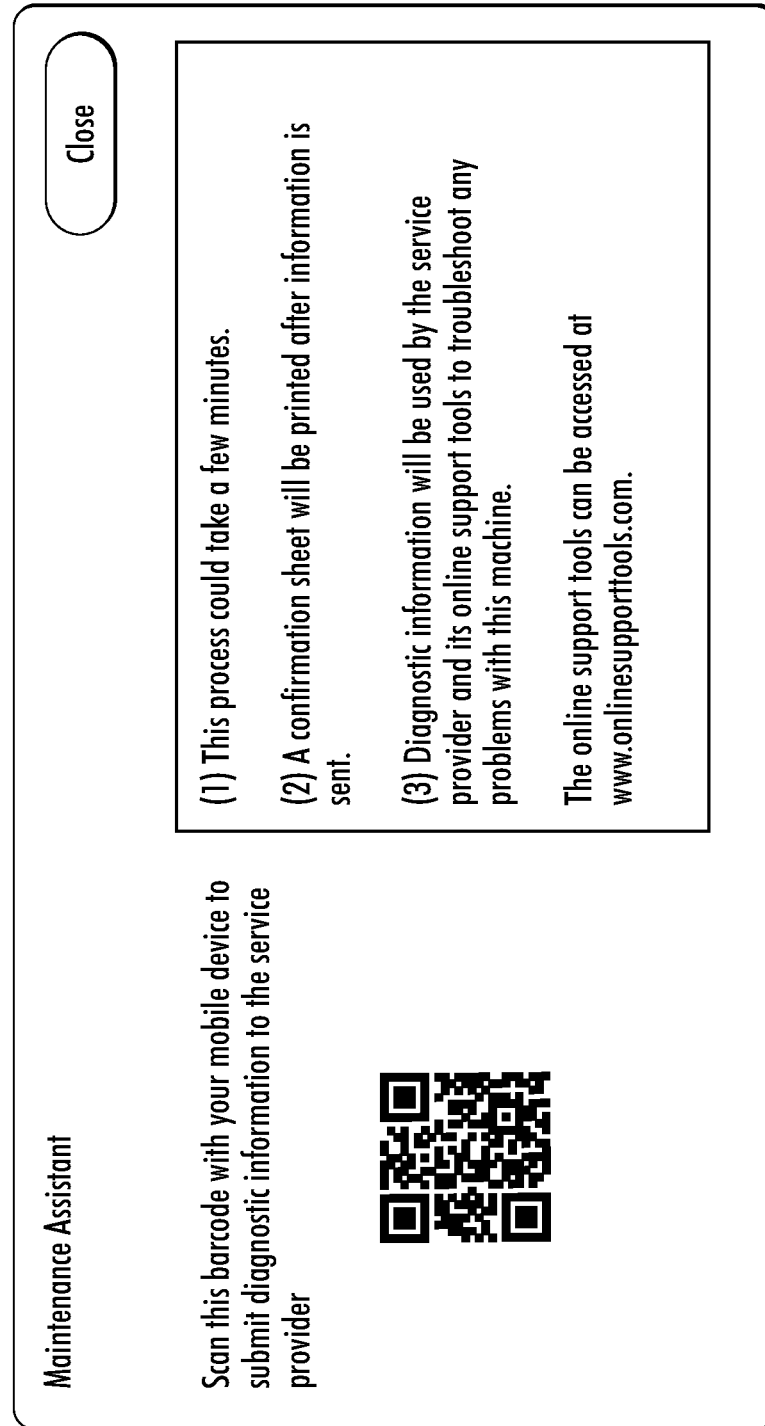 Maintenance Assistant
Close
Scan this barcode with your mobile device to
submit diagnostic information to the service
provider
(1) This process could take a few minutes.
(2) A confirmation sheet will be printed after information is
sent.
(3) Diagnostic information will be used by the service
provider and its online support tools to troubleshoot any
problems with this machine.
The online support tools can be accessed at
www.onlinesupporttools.com.